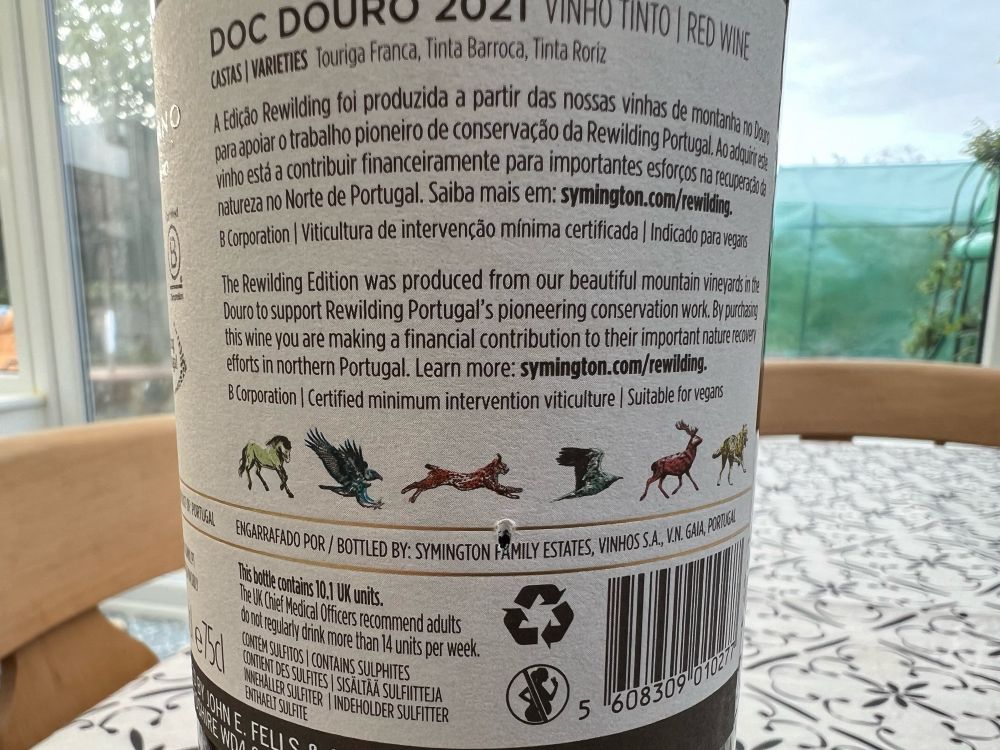 DOC DOURO 2021 VINHO TINTO | RED WINE
CASTAS | VARIETIES Touriga Franca, Tinta Barroca, Tinta Roriz
A Edição Rewilding foi produzida a partir das nossas vinhas de montanha no Douro
para apoiar o trabalho pioneiro de conservação da Rewilding Portugal. Ao adquirir este
vinho está a contribuir financeiramente para importantes esforços na recuperação da
natureza no Norte de Portugal. Saiba mais em: symington.com/rewilding.
B Corporation | Viticultura de intervenção mínima certificada | Indicado para vegans
The Rewilding Edition was produced from our beautiful mountain vineyards in the
Douro to support Rewilding Portugal's pioneering conservation work. By purchasing
this wine you are making a financial contribution to their important nature recovery
efforts in northern Portugal. Learn more: symington.com/rewilding.
B Corporation | Certified minimum intervention viticulture | Suitable for vegans
PORTUGAL
ENGARRAFADO POR / BOTTLED BY: SYMINGTON FAMILY ESTATES, VINHOS S.A., V.N. GAIA, PORTUGAL
This bottle contains 10.1 UK units.
The UK Chief Medical Officers recommend adults
do not regularly drink more than 14 units per week.
CONTÉM SULFITOS | CONTAINS SULPHITES
CONTIENT DES SULFITES | SISÄLTÄÄ SULFIITTEJA
INNEHÅLLER SULFITER | INDEHOLDER SULFITTER
ENTHAELT SULFITE
e 75cl
5 608309 010277
BY JOHN E. FELLS &
WD4
B